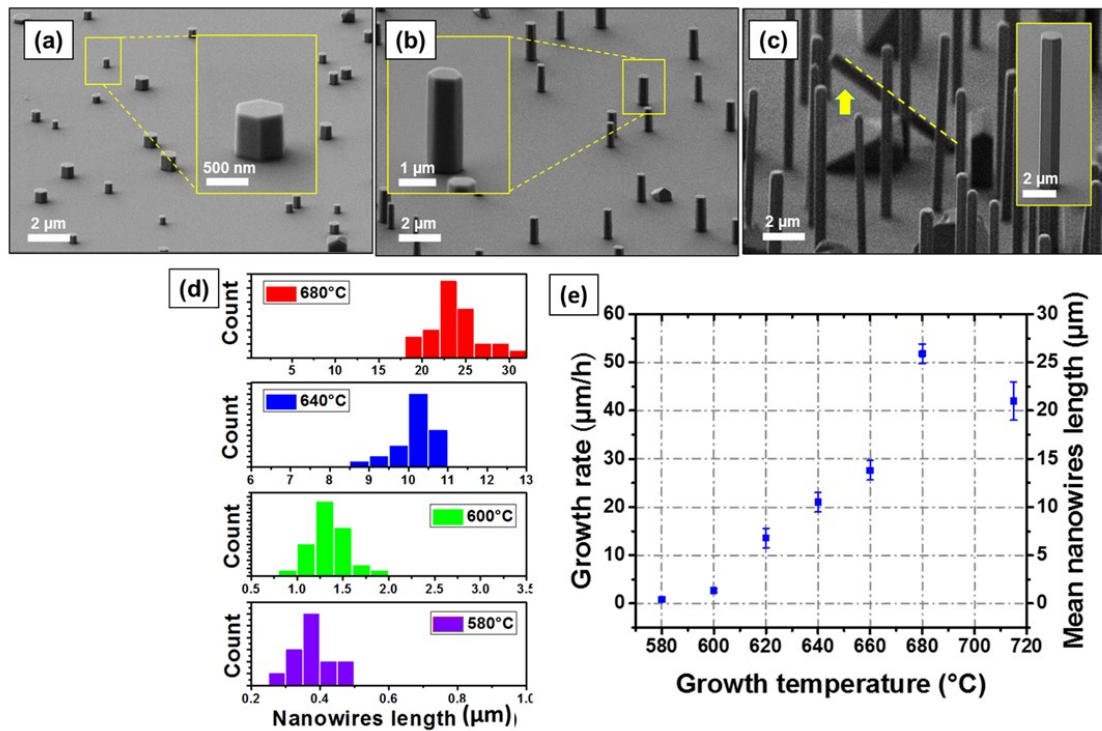 (a)
500 nm
2 µm
(b)
1 µm
2 µm
(c)
2 µm
2 µm
(d)
Count
680°C
5 10 15 20 25 30
Count
640°C
6 7 8 9 10 11 12 13
Count
600°C
0.5 1.0 1.5 2.0 2.5 3.0 3.5
Count
580°C
0.2 0.4 0.6 0.8 1.0
Nanowires length (µm)
(e)
Growth rate (µm/h)
60
50
40
30
20
10
0
30
25
20
15
10
5
0
Mean nanowires length (µm)
580 600 620 640 660 680 700 720
Growth temperature (°C)